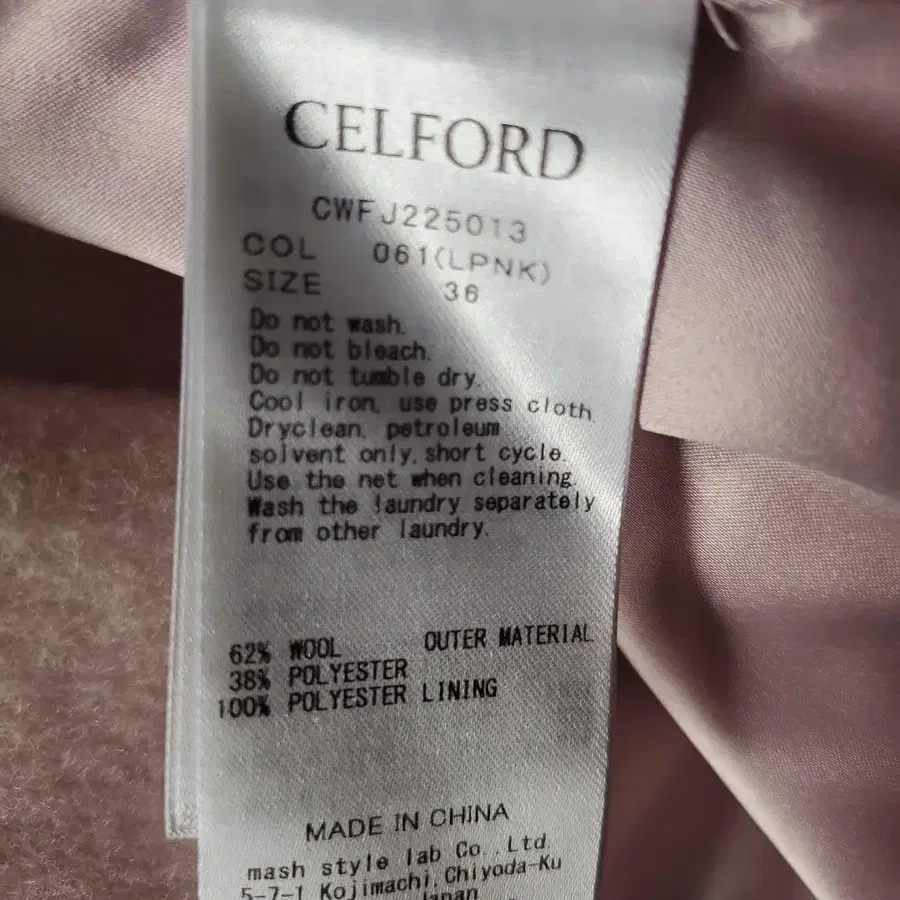 CELFORD
CWFJ225013
COL 061(LPNK)
SIZE 36
Do not wash.
Do not bleach.
Do not tumble dry.
Cool iron, use press cloth.
Dryclean, petroleum
solvent only, short cycle.
Use the net when cleaning.
Wash the laundry separately
from other laundry.
62% WOOL OUTER MATERIAL
38% POLYESTER
100% POLYESTER LINING
MADE IN CHINA
mash style lab Co.,Ltd.
5-7-1 Kojimachi, Chiyoda-Ku
Japan